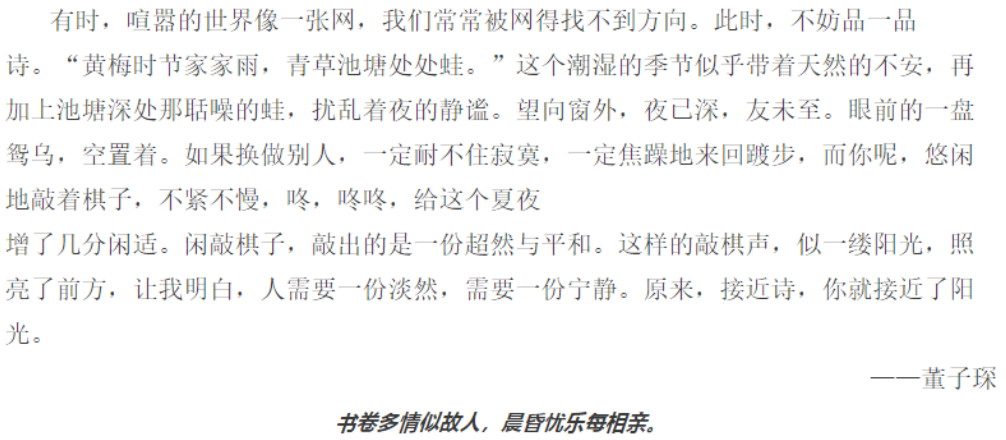 有时，喧嚣的世界像一张网，我们常常被网得找不到方向。此时，不妨品一品
诗。“黄梅时节家家雨，青草池塘处处蛙。”这个潮湿的季节似乎带着天然的不安，再
加上池塘深处那聒噪的蛙，扰乱着夜的静谧。望向窗外，夜已深，友未至。眼前的一盘
鸳乌，空置着。如果换做别人，一定耐不住寂寞，一定焦躁地来回踱步，而你呢，悠闲
地敲着棋子，不紧不慢，咚，咚咚，给这个夏夜
增了几分闲适。闲敲棋子，敲出的是一份超然与平和。这样的敲棋声，似一缕阳光，照
亮了前方，让我明白，人需要一份淡然，需要一份宁静。原来，接近诗，你就接近了阳
光。
——董子琛
书卷多情似故人，晨昏忧乐每相亲。